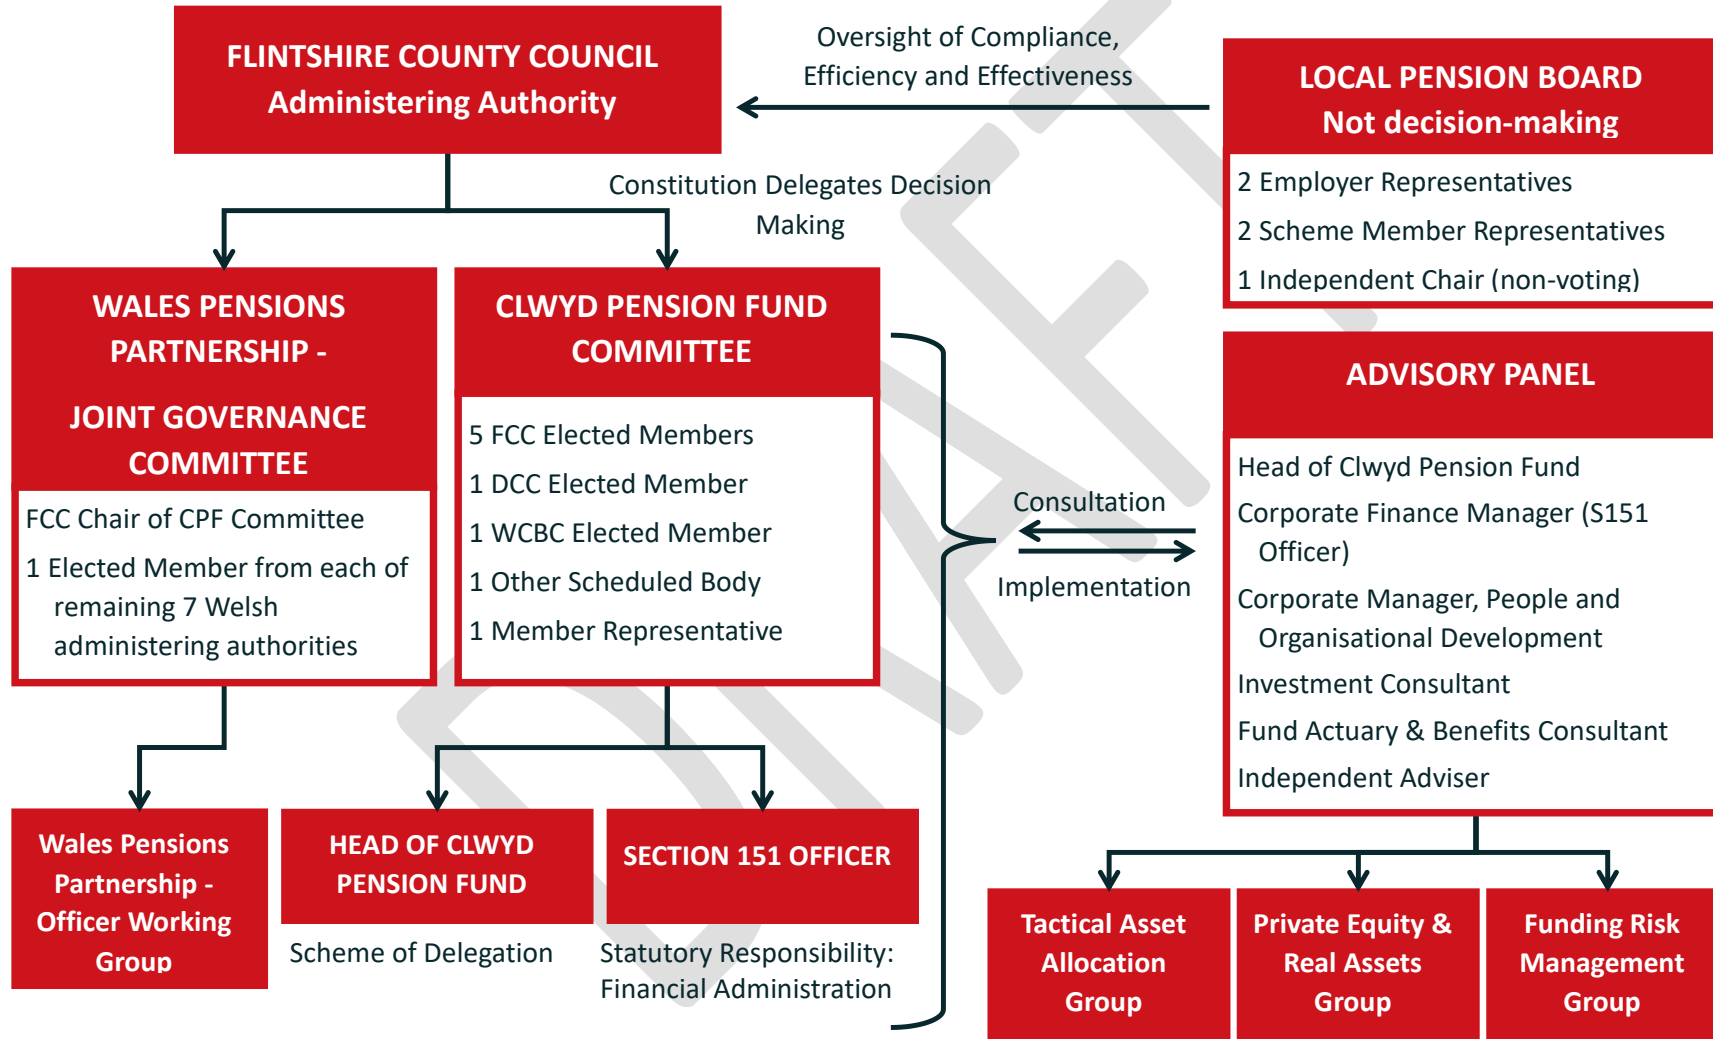 FLINTSHIRE COUNTY COUNCIL
Administering Authority
Oversight of Compliance,
Efficiency and Effectiveness
LOCAL PENSION BOARD
Not decision-making
2 Employer Representatives
2 Scheme Member Representatives
1 Independent Chair (non-voting)
Constitution Delegates Decision
Making
WALES PENSIONS
PARTNERSHIP -
JOINT GOVERNANCE
COMMITTEE
FCC Chair of CPF Committee
1 Elected Member from each of
remaining 7 Welsh
administering authorities
CLWYD PENSION FUND
COMMITTEE
5 FCC Elected Members
1 DCC Elected Member
1 WCBC Elected Member
1 Other Scheduled Body
1 Member Representative
Consultation
Implementation
ADVISORY PANEL
Head of Clwyd Pension Fund
Corporate Finance Manager (S151
Officer)
Corporate Manager, People and
Organisational Development
Investment Consultant
Fund Actuary & Benefits Consultant
Independent Adviser
Wales Pensions
Partnership -
Officer Working
Group
HEAD OF CLWYD
PENSION FUND
Scheme of Delegation
SECTION 151 OFFICER
Statutory Responsibility:
Financial Administration
Tactical Asset
Allocation
Group
Private Equity &
Real Assets
Group
Funding Risk
Management
Group
DRAFT